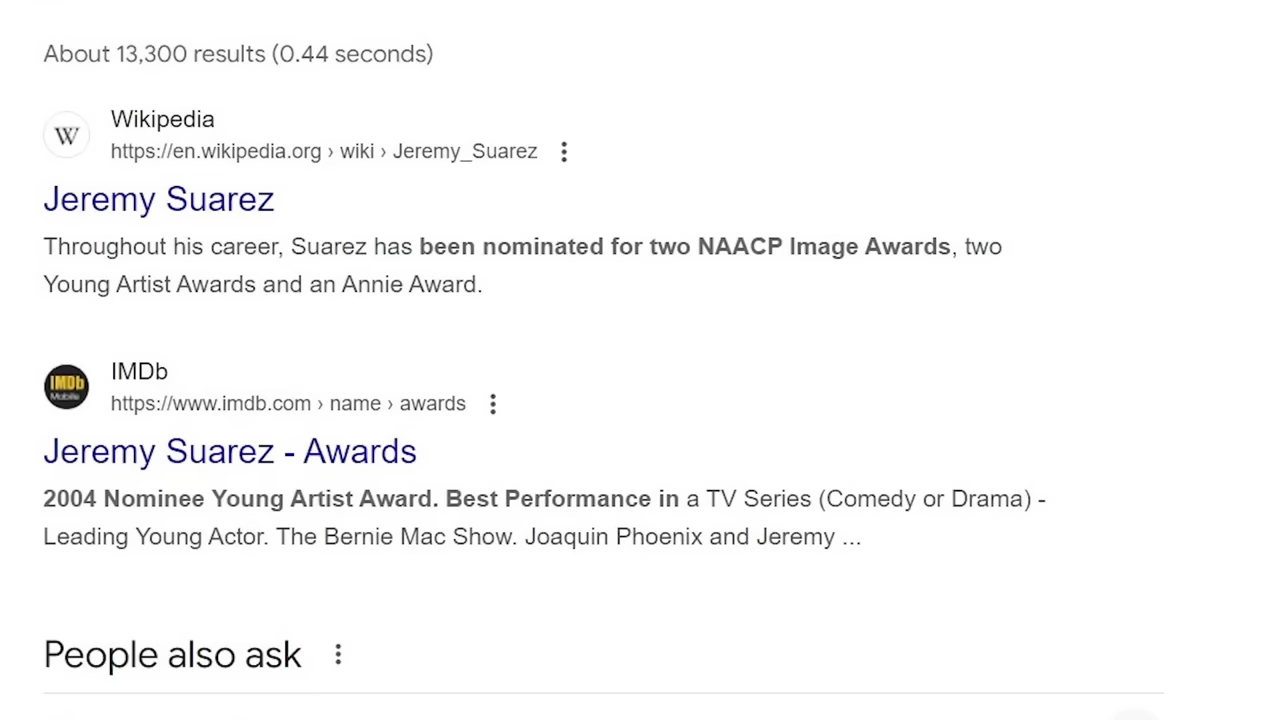 About 13,300 results (0.44 seconds)
W
Wikipedia
https://en.wikipedia.org › wiki › Jeremy_Suarez
Jeremy Suarez
Throughout his career, Suarez has been nominated for two NAACP Image Awards, two
Young Artist Awards and an Annie Award.
IMDb
Mobile
IMDb
https://www.imdb.com › name › awards
Jeremy Suarez - Awards
2004 Nominee Young Artist Award. Best Performance in a TV Series (Comedy or Drama) -
Leading Young Actor. The Bernie Mac Show. Joaquin Phoenix and Jeremy ...
People also ask